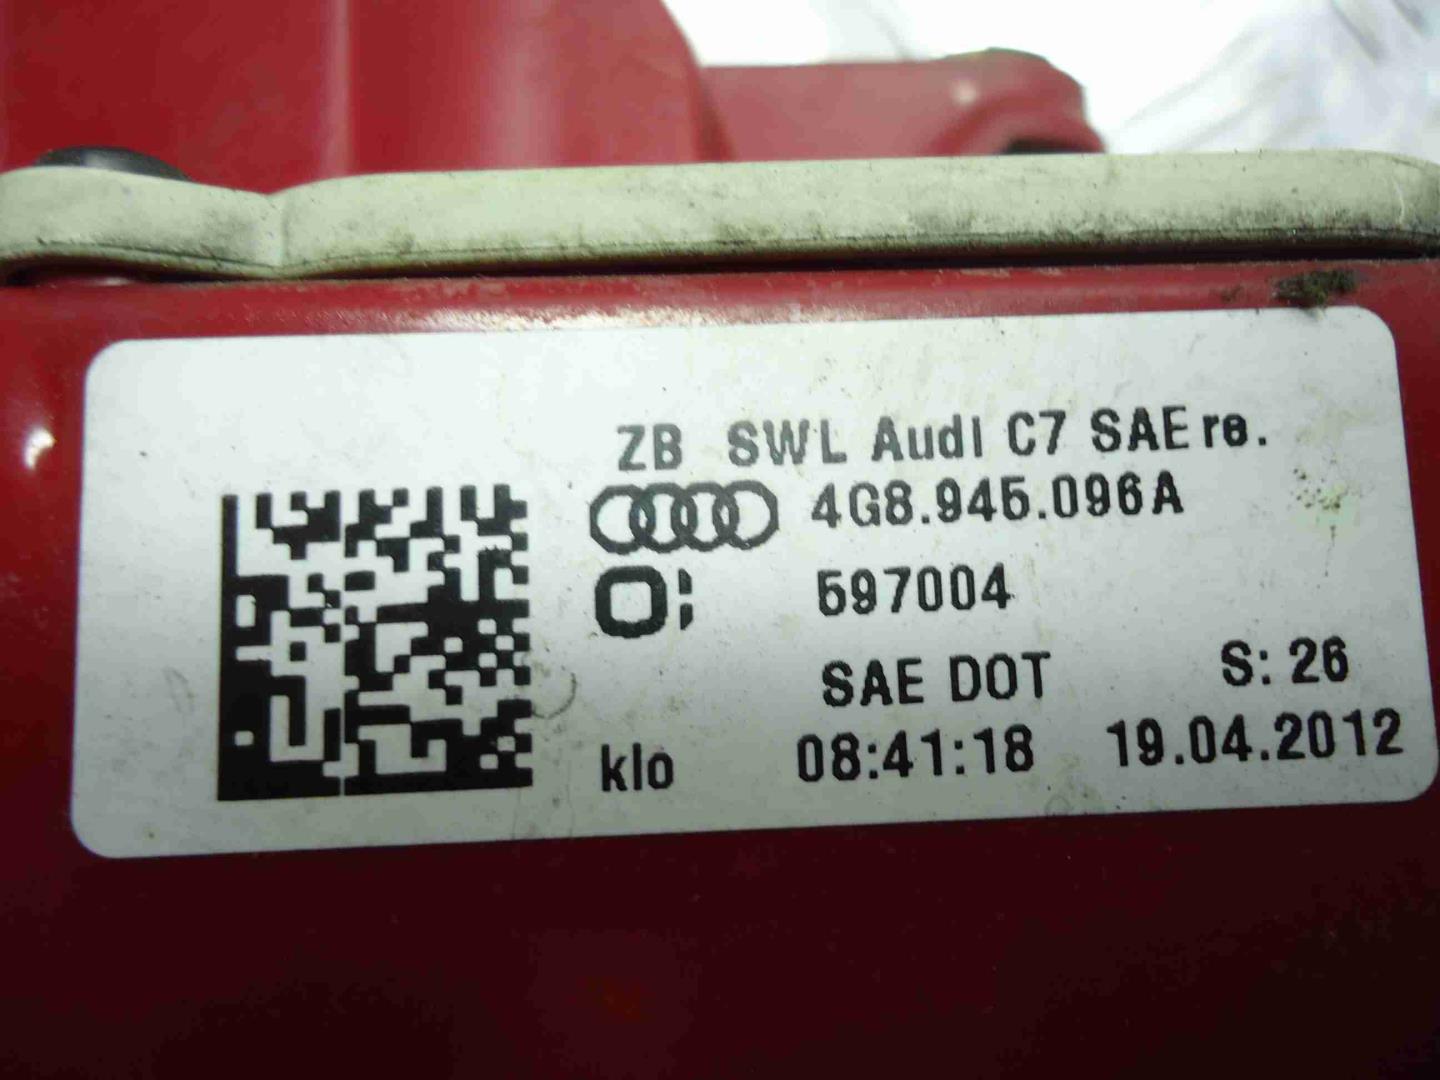 ZB SWL Audi C7 SAE re.
4G8.945.096A
O; 597004
SAE DOT S: 26
klo 08:41:18 19.04.2012